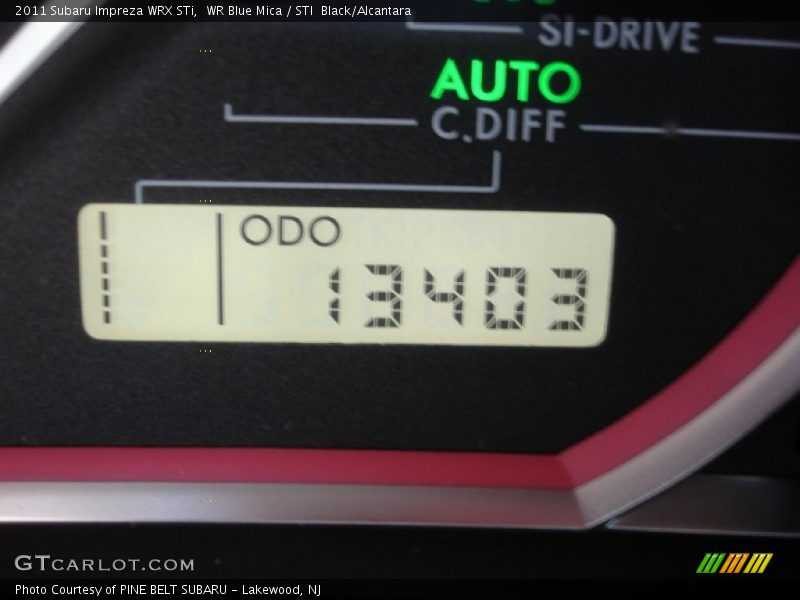 2011 Subaru Impreza WRX STi,  WR Blue Mica / STI  Black/Alcantara
SI-DRIVE
AUTO
C.DIFF
ODO
13403
GTCARLOT.COM
Photo Courtesy of PINE BELT SUBARU - Lakewood, NJ